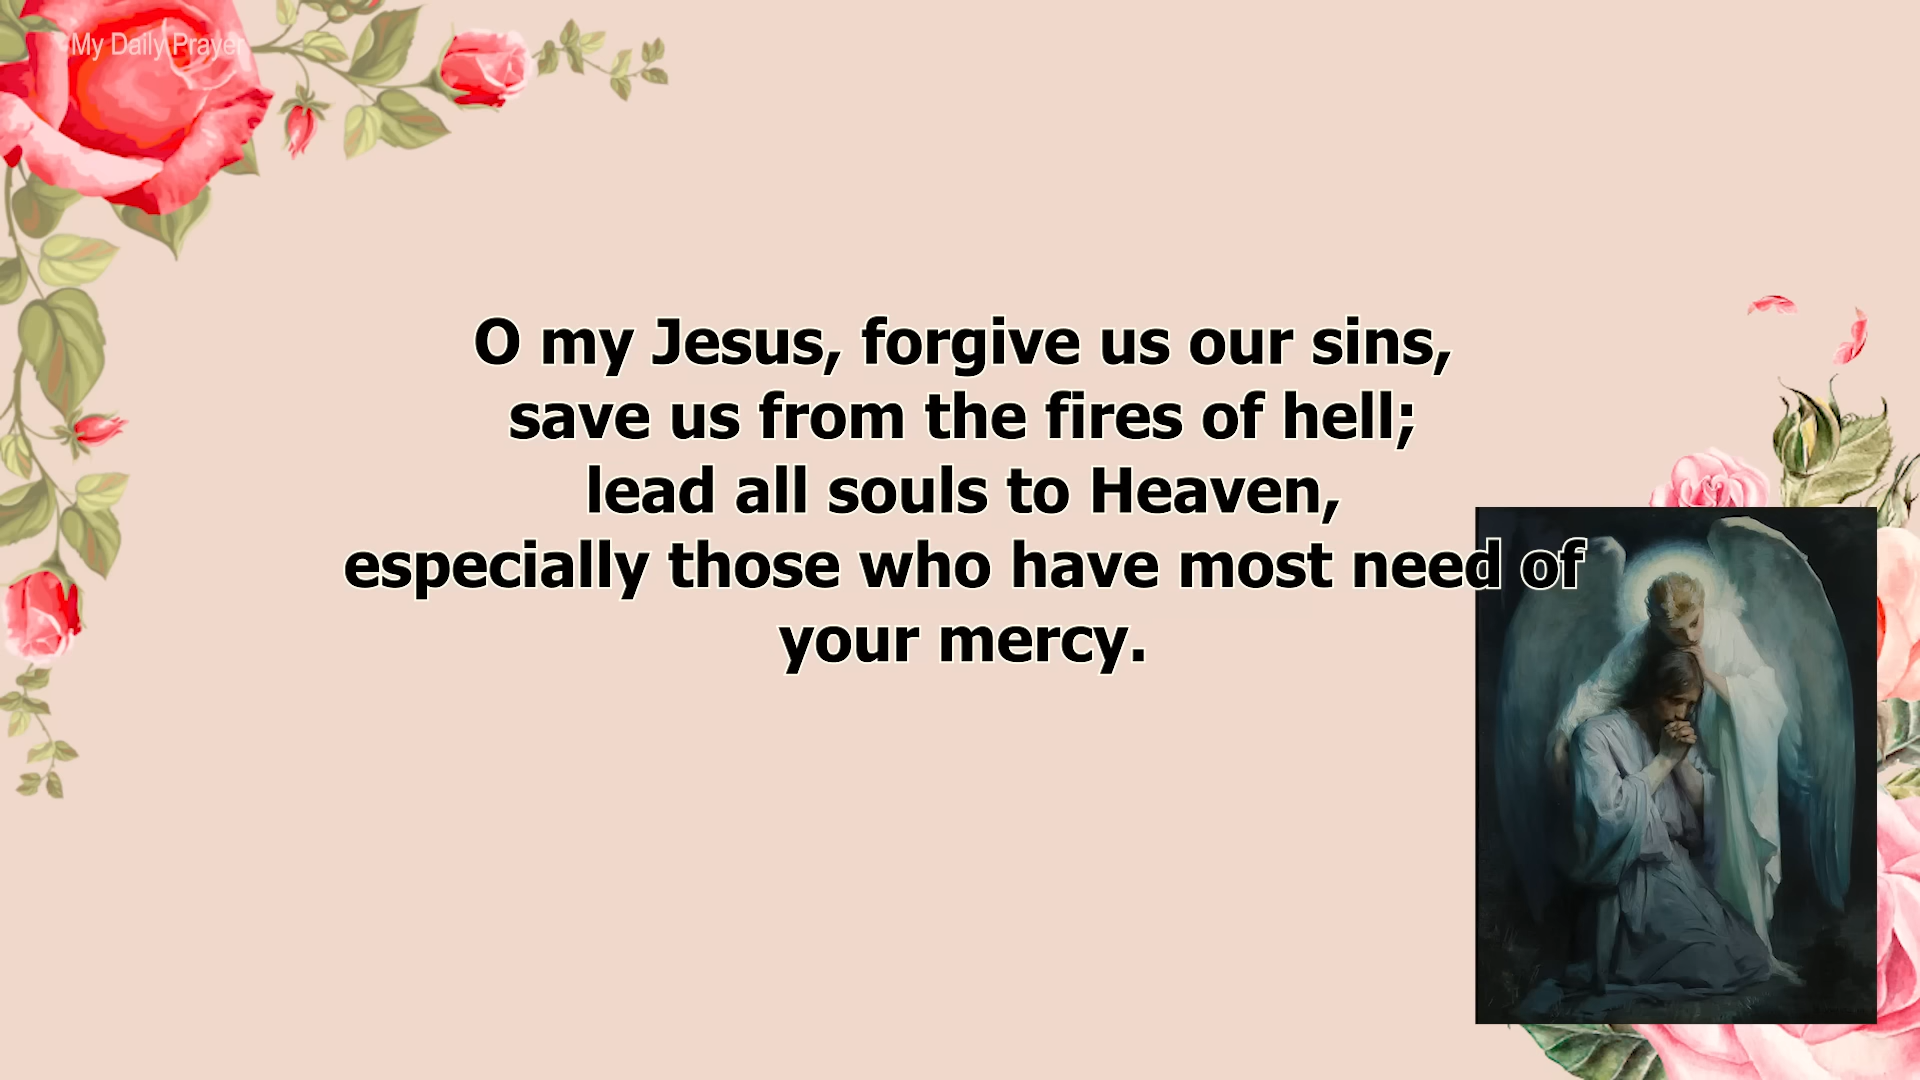 My Daily Prayer
O my Jesus, forgive us our sins,
save us from the fires of hell;
lead all souls to Heaven,
especially those who have most need of
your mercy.